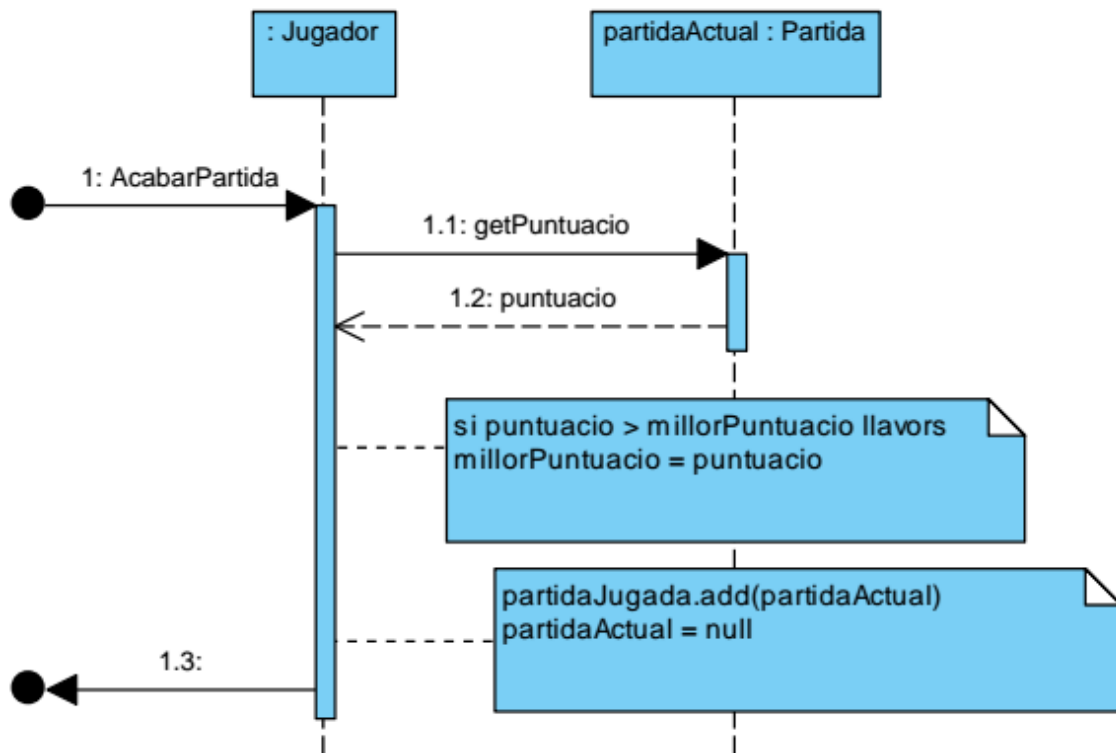 : Jugador
partidaActual : Partida
1: AcabarPartida
1.1: getPuntuacio
1.2: puntuacio
si puntuacio > millorPuntuacio llavors
millorPuntuacio = puntuacio
partidaJugada.add(partidaActual)
partidaActual = null
1.3: